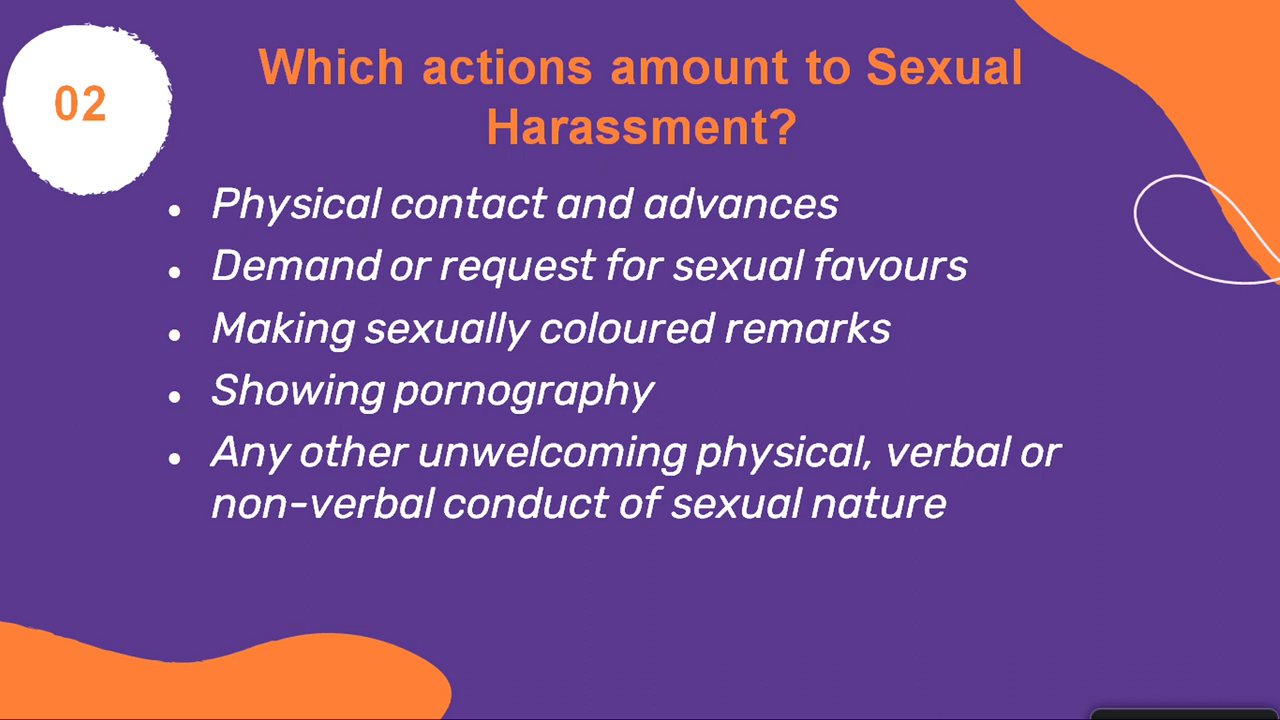 02
Which actions amount to Sexual
Harassment?
• Physical contact and advances
• Demand or request for sexual favours
• Making sexually coloured remarks
• Showing pornography
• Any other unwelcoming physical, verbal or
non-verbal conduct of sexual nature